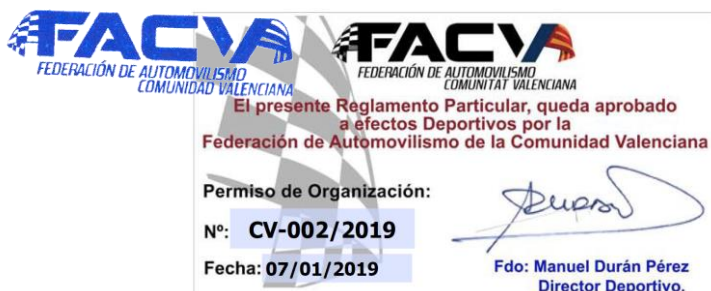 FACVA
FEDERACIÓN DE AUTOMOVILISMO
COMUNIDAD VALENCIANA
FACVA
FEDERACIÓN DE AUTOMOVILISMO
COMUNITAT VALENCIANA
El presente Reglamento Particular, queda aprobado
a efectos Deportivos por la
Federación de Automovilismo de la Comunidad Valenciana
Permiso de Organización:
Nº: CV-002/2019
Fecha: 07/01/2019
Fdo: Manuel Durán Pérez
Director Deportivo.